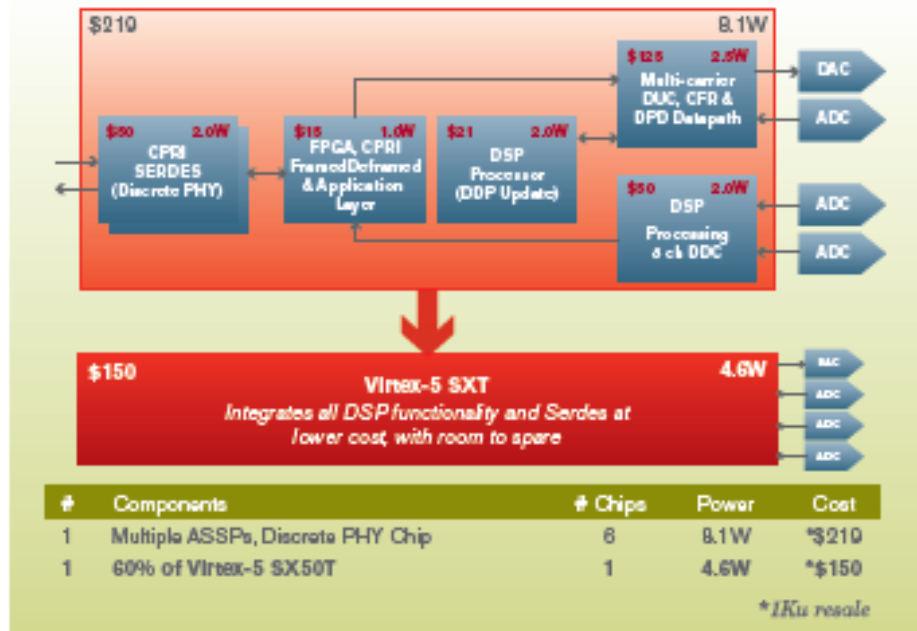 $219 8.1W
$50 2.0W
CPRI
SERDES
(Discrete PHY)
$15 1.0W
FPGA, CPRI
FramedDeframed
& Application
Layer
$21 2.0W
DSP
Processor
(DDP Update)
$125 2.5W
Multi-carrier
DUC, CFR &
DPD Datapath
$50 2.0W
DSP
Processing
8 ch DDC
DAC
ADC
ADC
ADC
$150 4.6W
Virtex-5 SXT
Integrates all DSP functionality and Serdes at
lower cost, with room to spare
DAC
ADC
ADC
ADC
# Components # Chips Power Cost
1 Multiple ASSPs, Discrete PHY Chip 6 8.1W *$219
1 60% of Virtex-5 SX50T 1 4.6W *$150
*1Ku resale